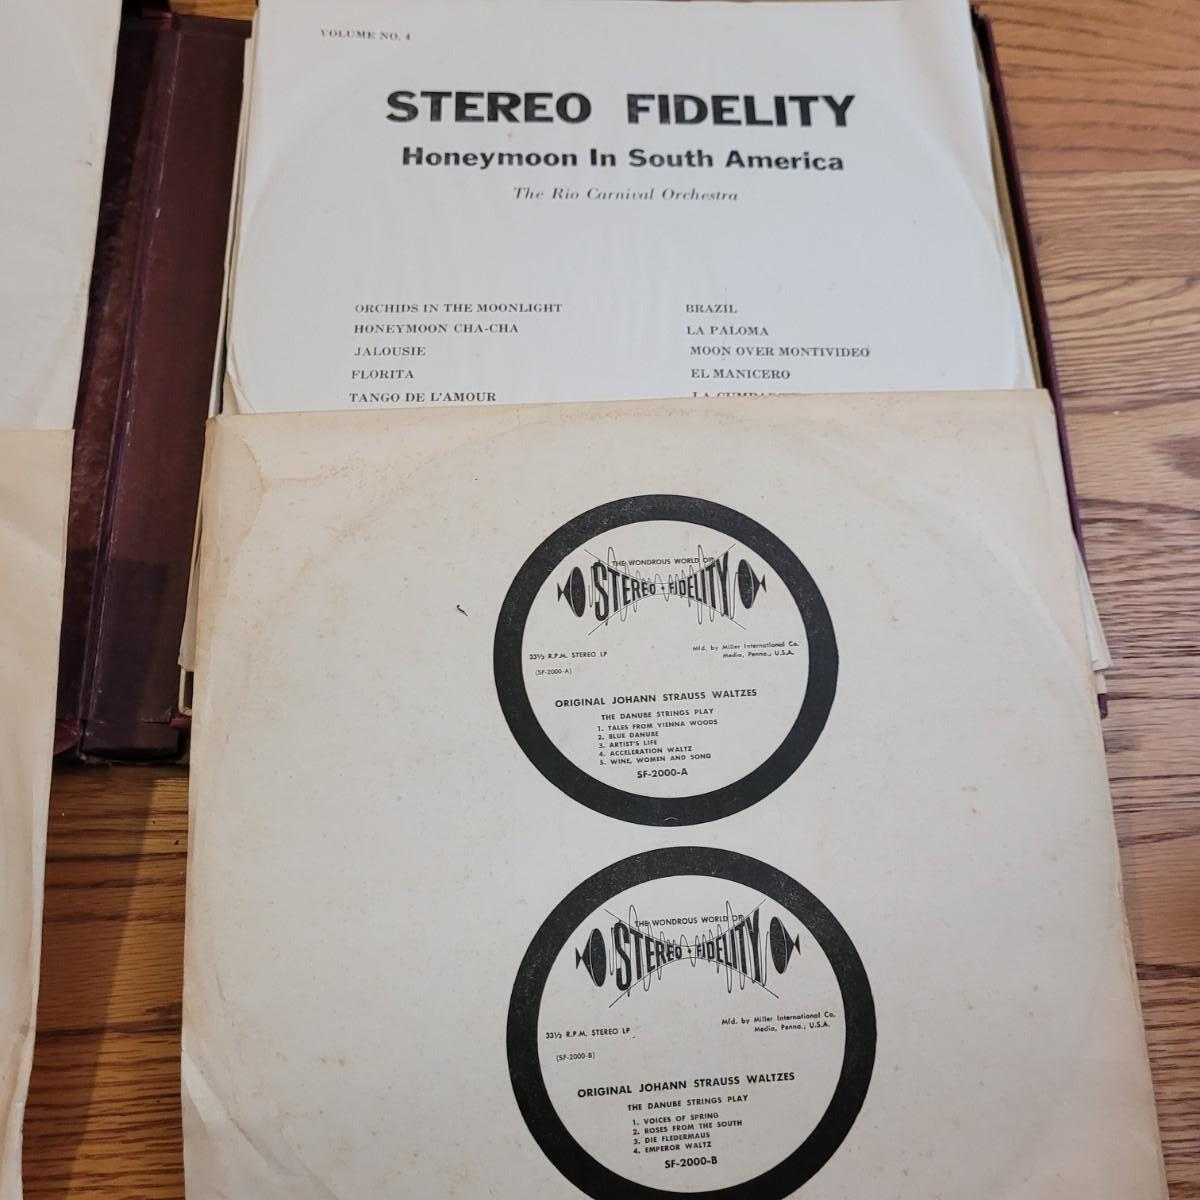 VOLUME NO. 4
STEREO FIDELITY
Honeymoon In South America
The Rio Carnival Orchestra
ORCHIDS IN THE MOONLIGHT
HONEYMOON CHA-CHA
JALOUSIE
FLORITA
TANGO DE L'AMOUR
BRAZIL
LA PALOMA
MOON OVER MONTIVIDEO
EL MANICERO
THE WONDROUS WORLD OF
STEREO • FIDELITY
33⅓ R.P.M. STEREO LP
(SF-2000-A)
Mfd. by Miller International Co.
Media, Penna., U.S.A.
ORIGINAL JOHANN STRAUSS WALTZES
THE DANUBE STRINGS PLAY
1. TALES FROM VIENNA WOODS
2. BLUE DANUBE
3. ARTIST'S LIFE
4. ACCELERATION WALTZ
5. WINE, WOMEN AND SONG
SF-2000-A
THE WONDROUS WORLD OF
STEREO • FIDELITY
33⅓ R.P.M. STEREO LP
(SF-2000-B)
Mfd. by Miller International Co.
Media, Penna., U.S.A.
ORIGINAL JOHANN STRAUSS WALTZES
THE DANUBE STRINGS PLAY
1. VOICES OF SPRING
2. ROSES FROM THE SOUTH
3. DIE FLEDERMAUS
4. EMPEROR WALTZ
SF-2000-B